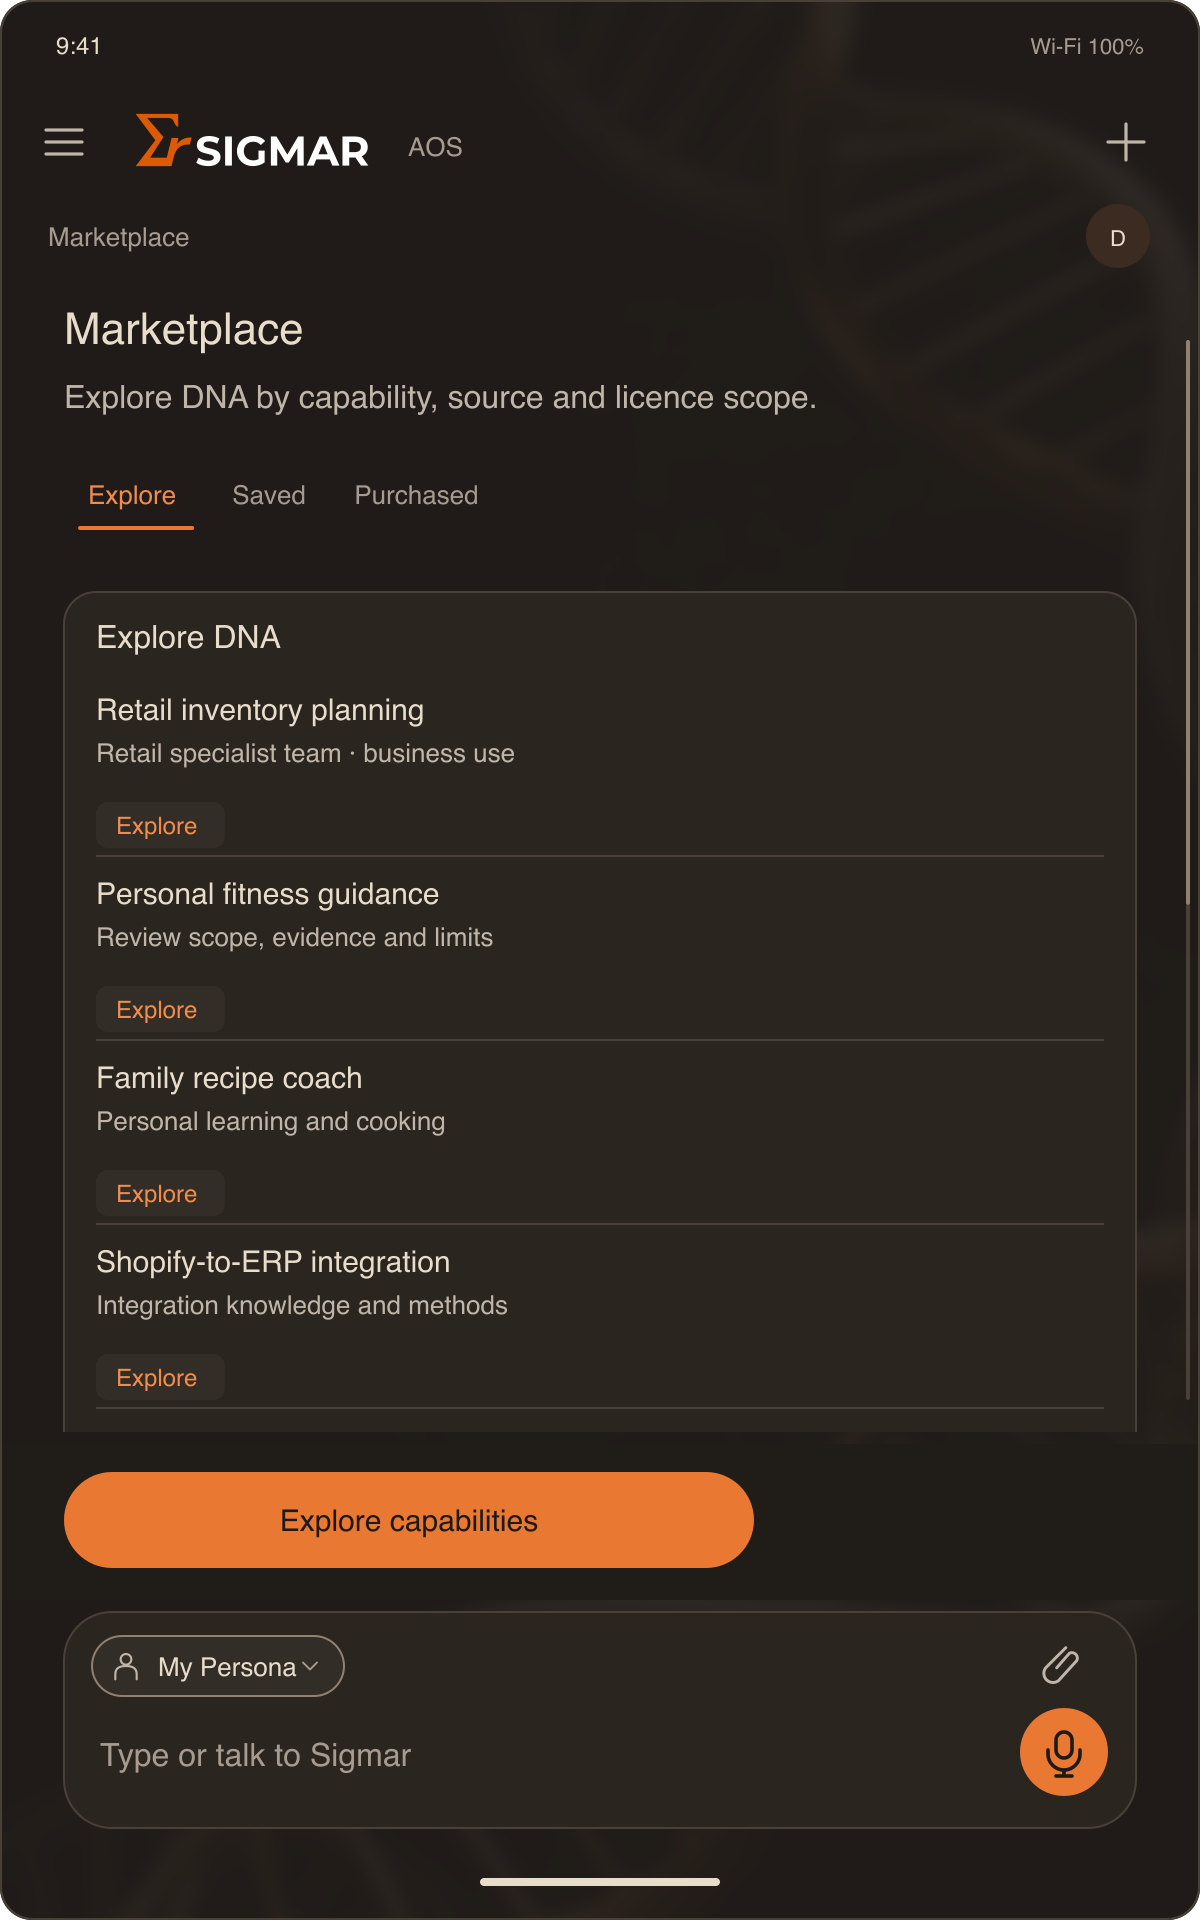 9:41
Wi-Fi 100%
Σr SIGMAR AOS
Marketplace
D
Marketplace
Explore DNA by capability, source and licence scope.
Explore Saved Purchased
Explore DNA
Retail inventory planning
Retail specialist team · business use
Explore
Personal fitness guidance
Review scope, evidence and limits
Explore
Family recipe coach
Personal learning and cooking
Explore
Shopify-to-ERP integration
Integration knowledge and methods
Explore
Explore capabilities
My Persona
Type or talk to Sigmar